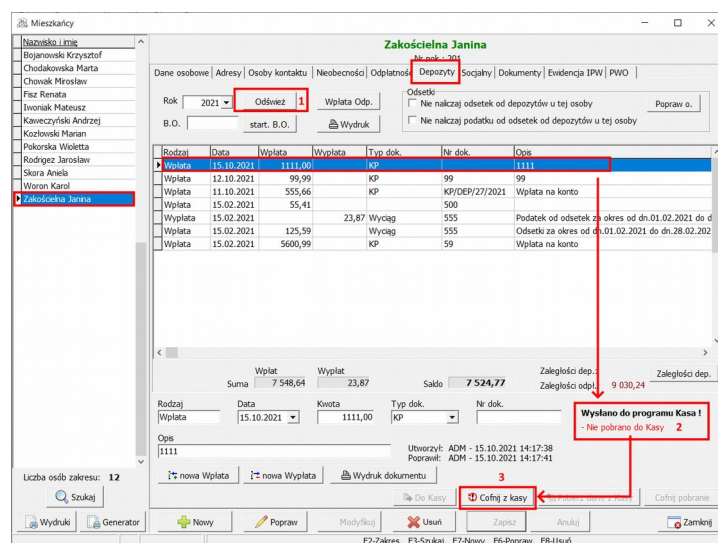 Mieszkańcy
Nazwisko i imię
Bojanowski Krzysztof
Chodakowska Marta
Chowak Mirosław
Fisz Renata
Iwoniak Mateusz
Kaweczyński Andrzej
Kozłowski Marian
Pokorska Wioletta
Rodrigez Jarosław
Skora Aniela
Woron Karol
Zakościelna Janina
Liczba osób zakresu: 12
Szukaj
Wydruki Generator
Zakościelna Janina
Nr pok.: 201
Dane osobowe Adresy Osoby kontaktu Nieobecności Odpłatność Depozyty Socjalny Dokumenty Ewidencja IPW PWO
Rok 2021 Odśwież 1 Wpłata Odp.
B.O. start. B.O. Wydruk
Odsetki
Nie naliczaj odsetek od depozytów u tej osoby
Nie naliczaj podatku od odsetek od depozytów u tej osoby
Popraw o.
Rodzaj Data Wpłata Wypłata Typ dok. Nr dok. Opis
Wpłata 15.10.2021 1111,00 KP 1111
Wpłata 12.10.2021 99,99 KP 99 99
Wpłata 11.10.2021 555,66 KP KP/DEP/27/2021 Wpłata na konto
Wpłata 15.02.2021 55,41 500
Wypłata 15.02.2021 23,87 Wyciąg 555 Podatek od odsetek za okres od dn.01.02.2021 do d
Wpłata 15.02.2021 125,59 Wyciąg 555 Odsetki za okres od dn.01.02.2021 do dn.28.02.202
Wpłata 15.02.2021 5600,99 KP 59 Wpłata na konto
Wpłat Wypłat
Suma 7 548,64 23,87 Saldo 7 524,77
Zaległości dep.:
Zaległości odpł. 9 030,24
Zaległości dep.
Rodzaj Data Kwota Typ dok. Nr dok.
Wpłata 15.10.2021 1111,00 KP
Wysłano do programu Kasa !
- Nie pobrano do Kasy 2
Opis
1111
Utworzył: ADM - 15.10.2021 14:17:38
Poprawił: ADM - 15.10.2021 14:17:41
nowa Wpłata nowa Wypłata Wydruk dokumentu
3
Do Kasy Cofnij z kasy Pobierz dane z Kasy Cofnij pobranie
Nowy Popraw Modyfikuj Usuń Zapisz Anuluj Zamknij
F2-Zakres F3-Szukaj F7-Nowy F6-Popraw F8-Usuń